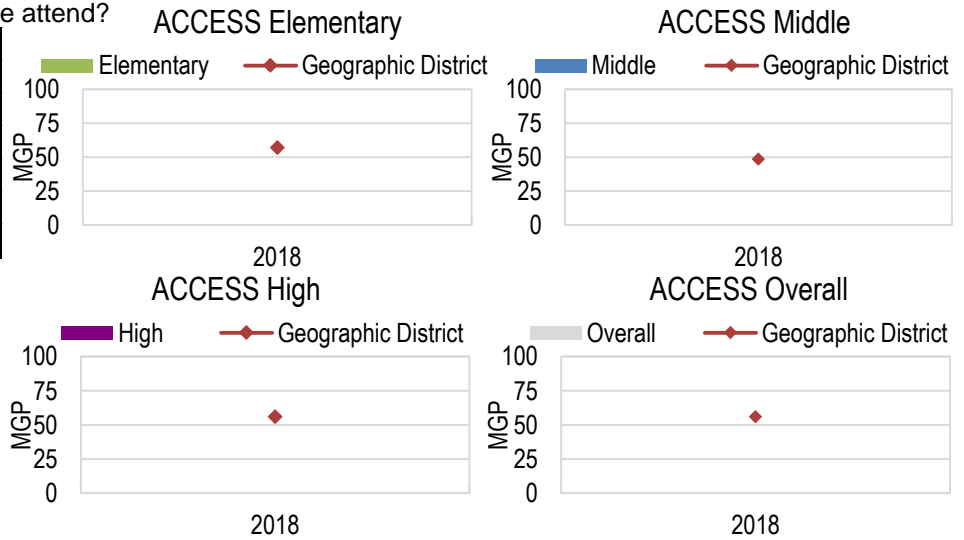 e attend?
ACCESS Elementary
Elementary
Geographic District
100
75
50
25
0
MGP
2018
ACCESS Middle
Middle
Geographic District
100
75
50
25
0
MGP
2018
ACCESS High
High
Geographic District
100
75
50
25
0
MGP
2018
ACCESS Overall
Overall
Geographic District
100
75
50
25
0
MGP
2018